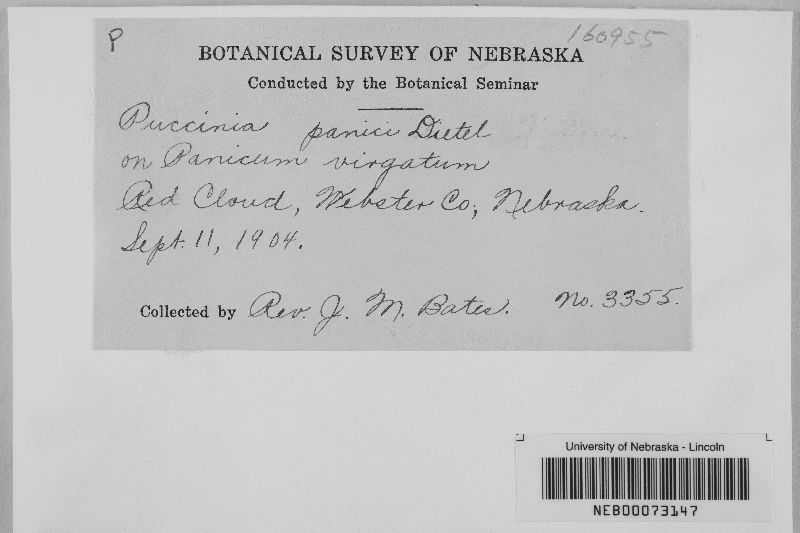 P
160955
BOTANICAL SURVEY OF NEBRASKA
Conducted by the Botanical Seminar
Puccinia panici Dietel
on Panicum virgatum
Red Cloud, Webster Co., Nebraska.
Sept. 11, 1904.
Collected by Rev. J. M. Bates. No. 3355.
University of Nebraska - Lincoln
NEB00073147